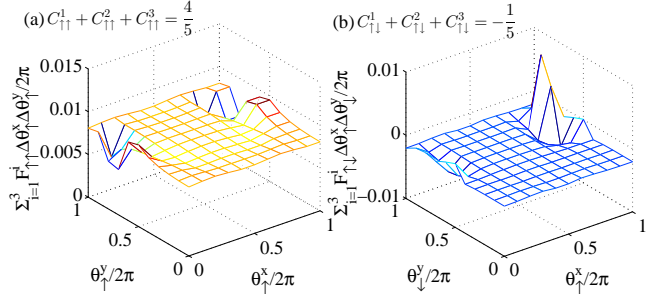 (a) C¹↑↑ + C²↑↑ + C³↑↑ = 4/5
(b) C¹↑↓ + C²↑↓ + C³↑↓ = −1/5
Σ³ᵢ₌₁ Fⁱ↑↑ Δθˣ↑ Δθʸ↑/2π
0.015
0.01
0.005
0
1
0.5
0
0
0.5
1
θʸ↑/2π
θˣ↑/2π
Σ³ᵢ₌₁ Fⁱ↑↓ Δθˣ↑ Δθʸ↓/2π
0.01
0
−0.01
1
0.5
0
0
0.5
1
θʸ↓/2π
θˣ↑/2π